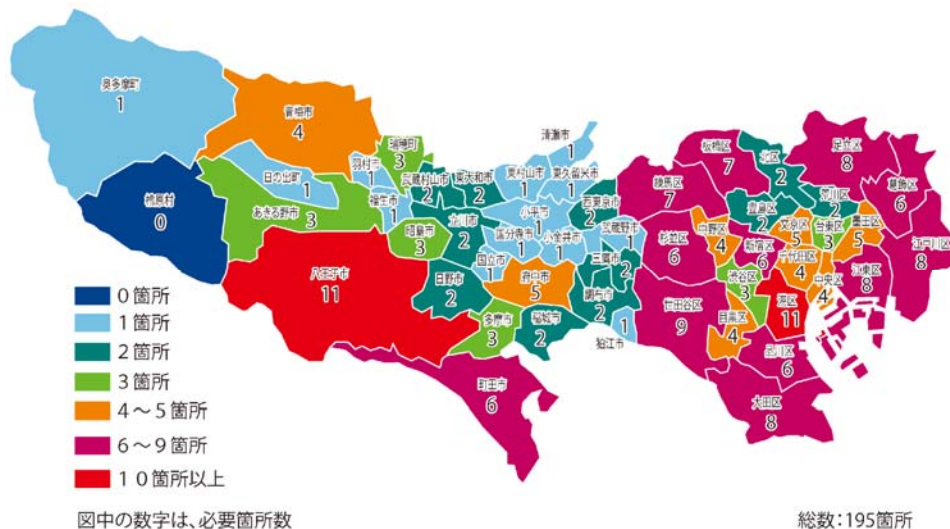 奥多摩町
1
青梅市
4
檜原村
0
日の出町
1
あきる野市
3
八王子市
11
羽村市
1
瑞穂町
3
福生市
1
武蔵村山市
2
東大和市
2
昭島市
3
立川市
2
日野市
2
多摩市
3
町田市
6
稲城市
2
国立市
1
国分寺市
1
小平市
1
東村山市
1
清瀬市
1
東久留米市
1
西東京市
2
小金井市
1
武蔵野市
1
三鷹市
2
府中市
5
調布市
2
狛江市
1
練馬区
7
板橋区
7
北区
2
足立区
8
葛飾区
6
荒川区
2
豊島区
2
文京区
5
台東区
3
墨田区
5
江戸川区
8
杉並区
6
中野区
4
新宿区
6
千代田区
4
中央区
4
江東区
8
渋谷区
3
港区
11
世田谷区
9
目黒区
4
品川区
6
大田区
8
0箇所
1箇所
2箇所
3箇所
4～5箇所
6～9箇所
10箇所以上
図中の数字は、必要箇所数
総数：195箇所